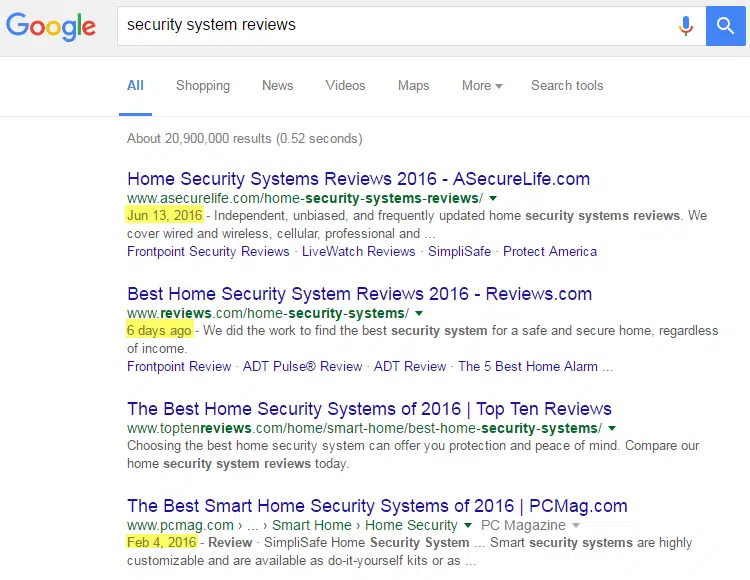 Google security system reviews
All Shopping News Videos Maps More Search tools
About 20,900,000 results (0.52 seconds)
Home Security Systems Reviews 2016 - ASecureLife.com
www.asecurelife.com/home-security-systems-reviews/
Jun 13, 2016 - Independent, unbiased, and frequently updated home security systems reviews. We
cover wired and wireless, cellular, professional and ...
Frontpoint Security Reviews · LiveWatch Reviews · SimpliSafe · Protect America
Best Home Security System Reviews 2016 - Reviews.com
www.reviews.com/home-security-systems/
6 days ago - We did the work to find the best security system for a safe and secure home, regardless
of income.
Frontpoint Review · ADT Pulse® Review · ADT Review · The 5 Best Home Alarm ...
The Best Home Security Systems of 2016 | Top Ten Reviews
www.toptenreviews.com/home/smart-home/best-home-security-systems/
Choosing the best home security system can offer you protection and peace of mind. Compare our
home security system reviews today.
The Best Smart Home Security Systems of 2016 | PCMag.com
www.pcmag.com › ... › Smart Home › Home Security PC Magazine
Feb 4, 2016 - Review · SimpliSafe Home Security System ... Smart security systems are highly
customizable and are available as do-it-yourself kits or as ...